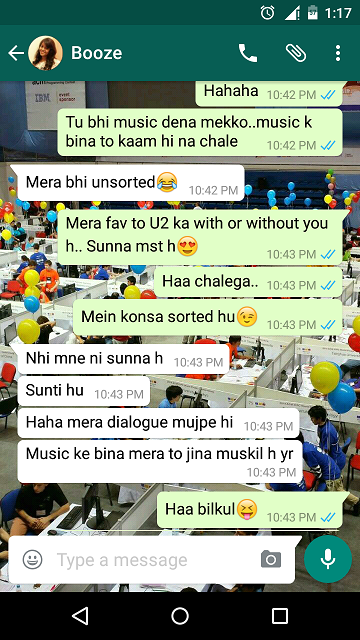 1:17
Booze
IBM
event
sponsor
Hahaha 10:42 PM
Tu bhi music dena mekko..music k
bina to kaam hi na chale 10:42 PM
Mera bhi unsorted😂 10:42 PM
Mera fav to U2 ka with or without you
h.. Sunna mst h😍 10:43 PM
Haa chalega.. 10:43 PM
Mein konsa sorted hu😉 10:43 PM
Nhi mne ni sunna h 10:43 PM
Sunti hu 10:43 PM
Haha mera dialogue mujpe hi 10:43 PM
Music ke bina mera to jina muskil h yr
10:43 PM
Haa bilkul😝 10:43 PM
Type a message